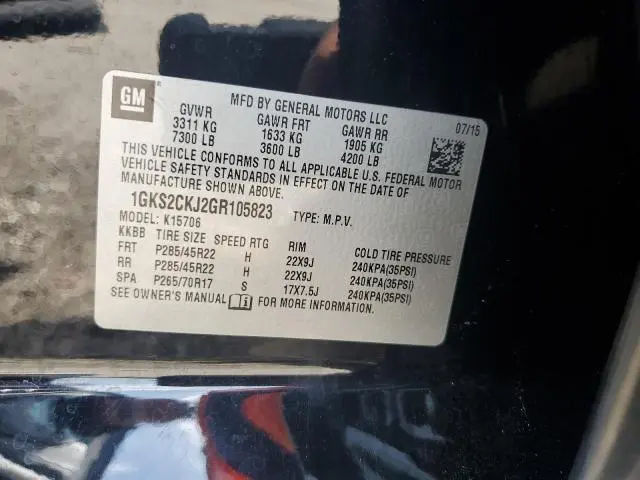 GM
MFD BY GENERAL MOTORS LLC
07/15
GVWR GAWR FRT GAWR RR
3311 KG 1633 KG 1905 KG
7300 LB 3600 LB 4200 LB
THIS VEHICLE CONFORMS TO ALL APPLICABLE U.S. FEDERAL MOTOR
VEHICLE SAFETY STANDARDS IN EFFECT ON THE DATE OF
MANUFACTURE SHOWN ABOVE.
1GKS2CKJ2GR105823 TYPE: M.P.V.
MODEL: K15706
KKBB TIRE SIZE SPEED RTG RIM COLD TIRE PRESSURE
FRT P285/45R22 H 22X9J 240KPA(35PSI)
RR P285/45R22 H 22X9J 240KPA(35PSI)
SPA P265/70R17 S 17X7.5J 240KPA(35PSI)
SEE OWNER'S MANUAL FOR MORE INFORMATION.